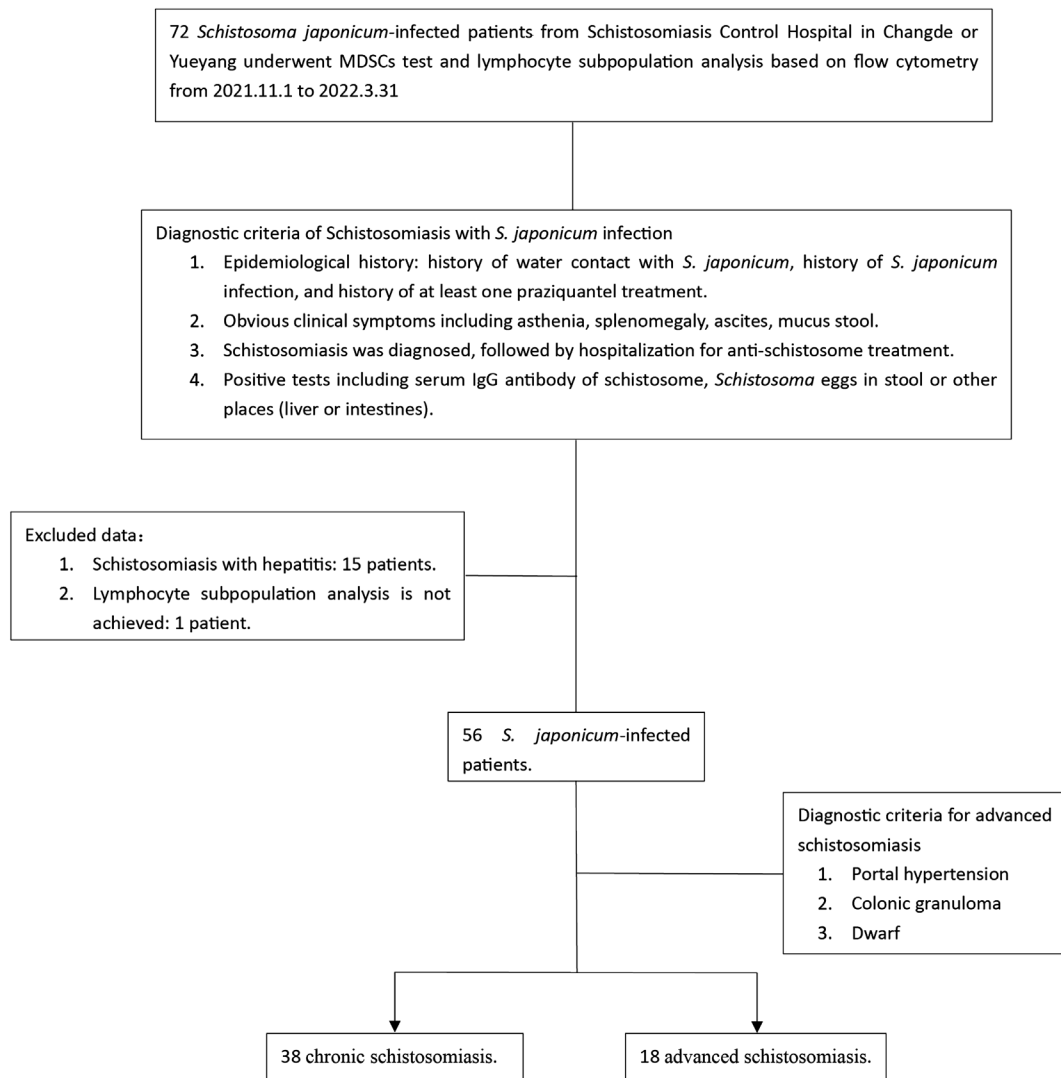 72 Schistosoma japonicum-infected patients from Schistosomiasis Control Hospital in Changde or
Yueyang underwent MDSCs test and lymphocyte subpopulation analysis based on flow cytometry
from 2021.11.1 to 2022.3.31
Diagnostic criteria of Schistosomiasis with S. japonicum infection
1. Epidemiological history: history of water contact with S. japonicum, history of S. japonicum
infection, and history of at least one praziquantel treatment.
2. Obvious clinical symptoms including asthenia, splenomegaly, ascites, mucus stool.
3. Schistosomiasis was diagnosed, followed by hospitalization for anti-schistosome treatment.
4. Positive tests including serum IgG antibody of schistosome, Schistosoma eggs in stool or other
places (liver or intestines).
Excluded data：
1. Schistosomiasis with hepatitis: 15 patients.
2. Lymphocyte subpopulation analysis is not
achieved: 1 patient.
56 S. japonicum-infected
patients.
Diagnostic criteria for advanced
schistosomiasis
1. Portal hypertension
2. Colonic granuloma
3. Dwarf
38 chronic schistosomiasis.
18 advanced schistosomiasis.